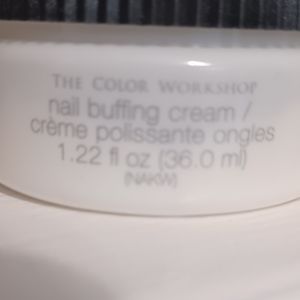 THE COLOR WORKSHOP
nail buffing cream /
crème polissante ongles
1.22 fl oz (36.0 ml)
(NAKW)